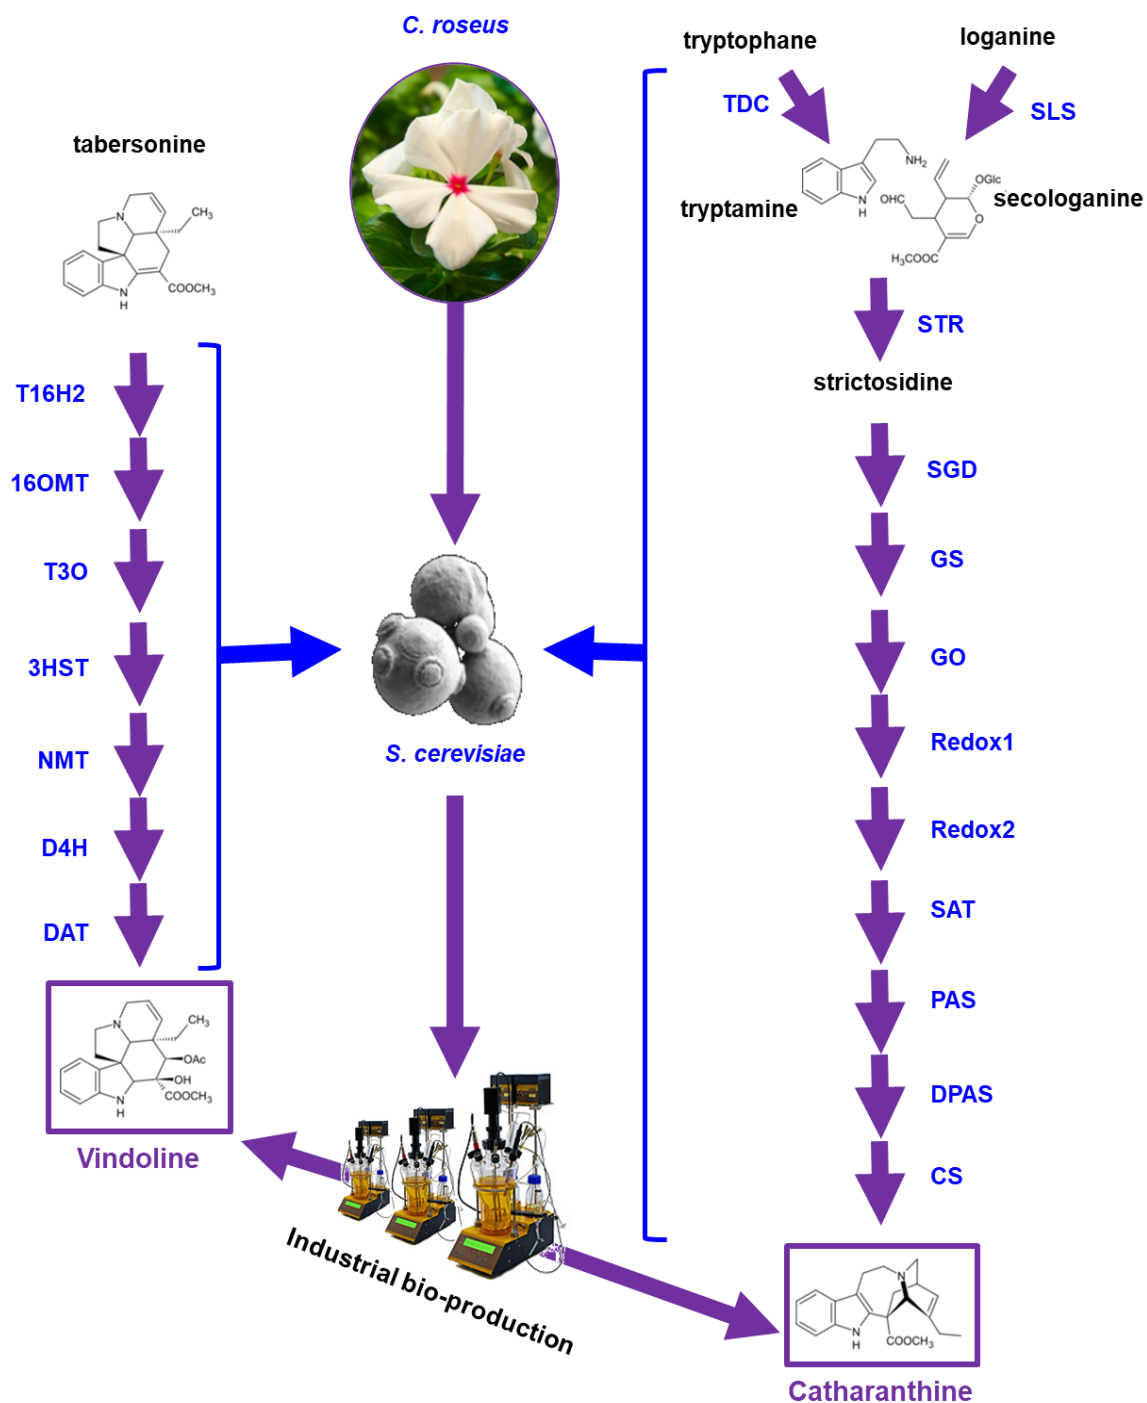 C. roseus
tryptophane
loganine
TDC
SLS
tabersonine
NH2
OGlc
OHC
O
N
H
tryptamine
secologanine
H3COOC
N
CH3
COOCH3
N
H
STR
strictosidine
T16H2
16OMT
T3O
3HST
NMT
D4H
DAT
S. cerevisiae
SGD
GS
GO
Redox1
Redox2
SAT
PAS
DPAS
CS
N
CH3
OAc
OH
COOCH3
N
H
Vindoline
Industrial bio-production
N
N
H
COOCH3
Catharanthine